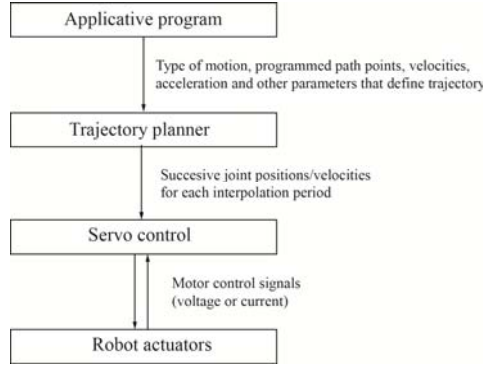 Applicative program
Type of motion, programmed path points, velocities,
acceleration and other parameters that define trajectory
Trajectory planner
Succesive joint positions/velocities
for each interpolation period
Servo control
Motor control signals
(voltage or current)
Robot actuators